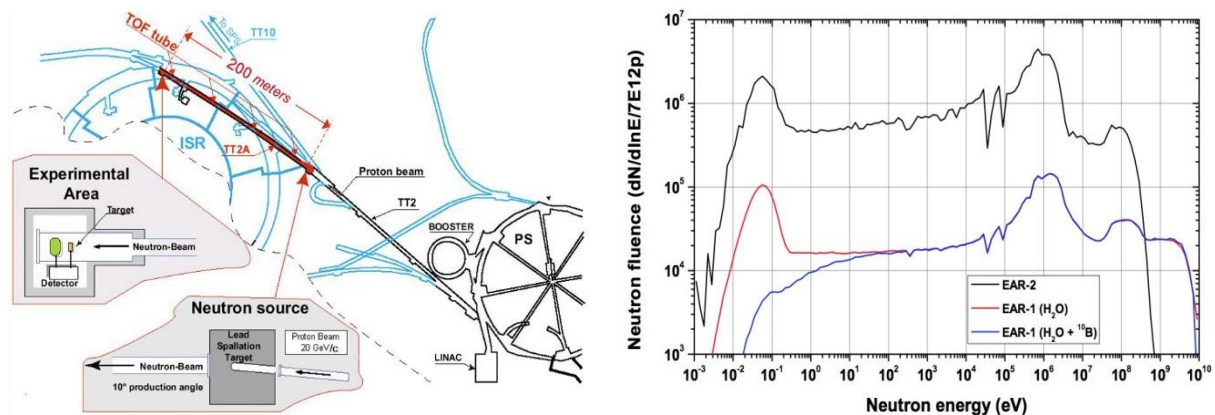 To SPS
TT10
TOF tube
200 meters
ISR
TT2A
Proton beam
TT2
BOOSTER
PS
LINAC
Experimental
Area
Target
Neutron-Beam
Detector
Neutron source
Lead
Spallation
Target
Proton Beam
20 GeV/c
Neutron-Beam
10° production angle
Neutron fluence (dn/dlnE/7E12p)
10⁷
10⁶
10⁵
10⁴
10³
EAR-2
EAR-1 (H₂O)
EAR-1 (H₂O + ¹⁰B)
10⁻³ 10⁻² 10⁻¹ 10⁰ 10¹ 10² 10³ 10⁴ 10⁵ 10⁶ 10⁷ 10⁸ 10⁹ 10¹⁰
Neutron energy (eV)